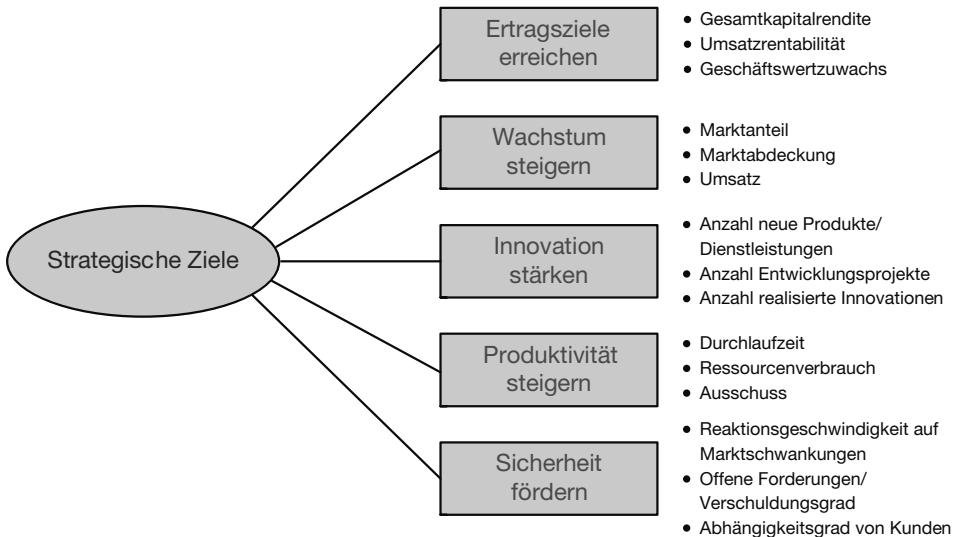 Strategische Ziele
Ertragsziele
erreichen
• Gesamtkapitalrendite
• Umsatzrentabilität
• Geschäftswertzuwachs
Wachstum
steigern
• Marktanteil
• Marktabdeckung
• Umsatz
Innovation
stärken
• Anzahl neue Produkte/
Dienstleistungen
• Anzahl Entwicklungsprojekte
• Anzahl realisierte Innovationen
Produktivität
steigern
• Durchlaufzeit
• Ressourcenverbrauch
• Ausschuss
Sicherheit
fördern
• Reaktionsgeschwindigkeit auf
Marktschwankungen
• Offene Forderungen/
Verschuldungsgrad
• Abhängigkeitsgrad von Kunden